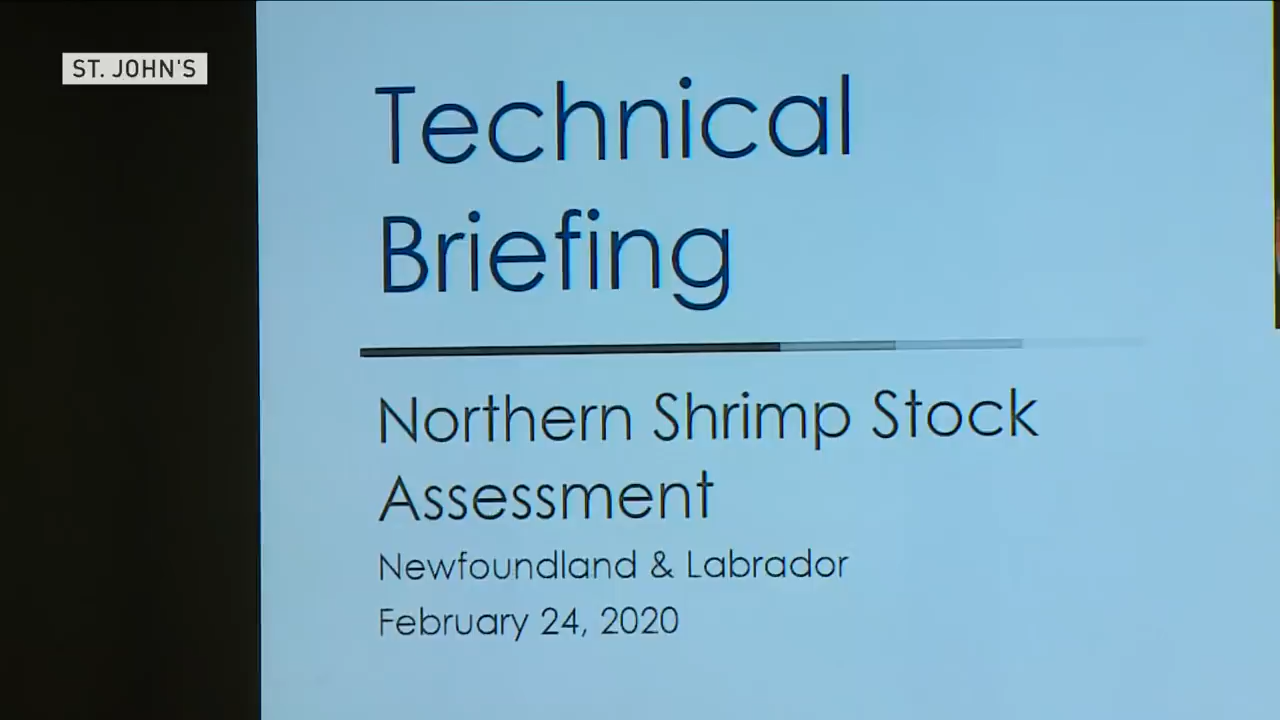 ST. JOHN'S
Technical
Briefing
Northern Shrimp Stock
Assessment
Newfoundland & Labrador
February 24, 2020